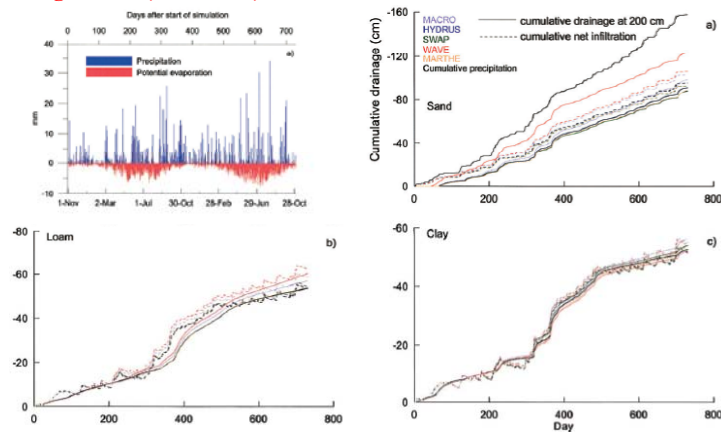 Days after start of simulation
0 100 200 300 400 500 600 700
40
30
20
10
0
10
mm
Precipitation
Potential evaporation
1-Nov 2-Mar 1-Jul 30-Oct 28-Feb 29-Jun 28-Oct
-160
-120
-80
-40
0
Cumulative drainage (cm)
MACRO
HYDRUS
SWAP
WAVE
MARTHE
Cumulative precipitation
cumulative drainage at 200 cm
cumulative net infiltration
a)
Sand
0 200 400 600 800
-80
-60
-40
-20
0
Loam
b)
0 200 400 600 800
-80
-60
-40
-20
0
Clay
c)
0 200 400 600 800
Day